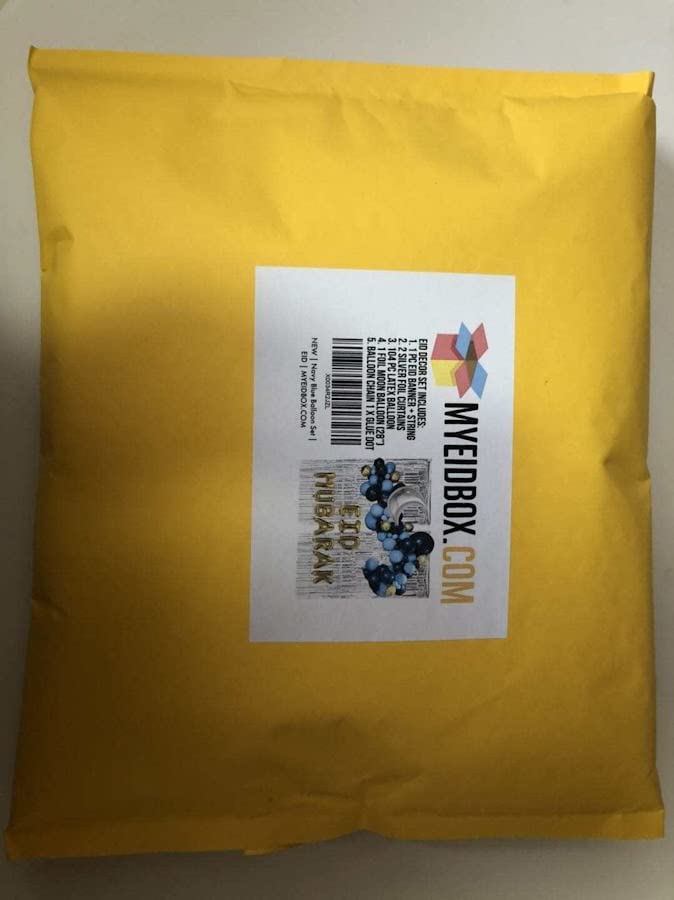 MYEIDBOX.COM
EID DECOR SET INCLUDES:
1. 1 PC EID BANNER + STRING
2. 2 SILVER FOIL CURTAINS
3. 104 PC LATEX BALLOON
4. 1 FOIL MOON BALLOON (28")
5. BALLOON CHAIN 1 X GLUE DOT
NEW | Navy Blue Balloon Set |
EID | MYEIDBOX.COM
EID
MUBARAK